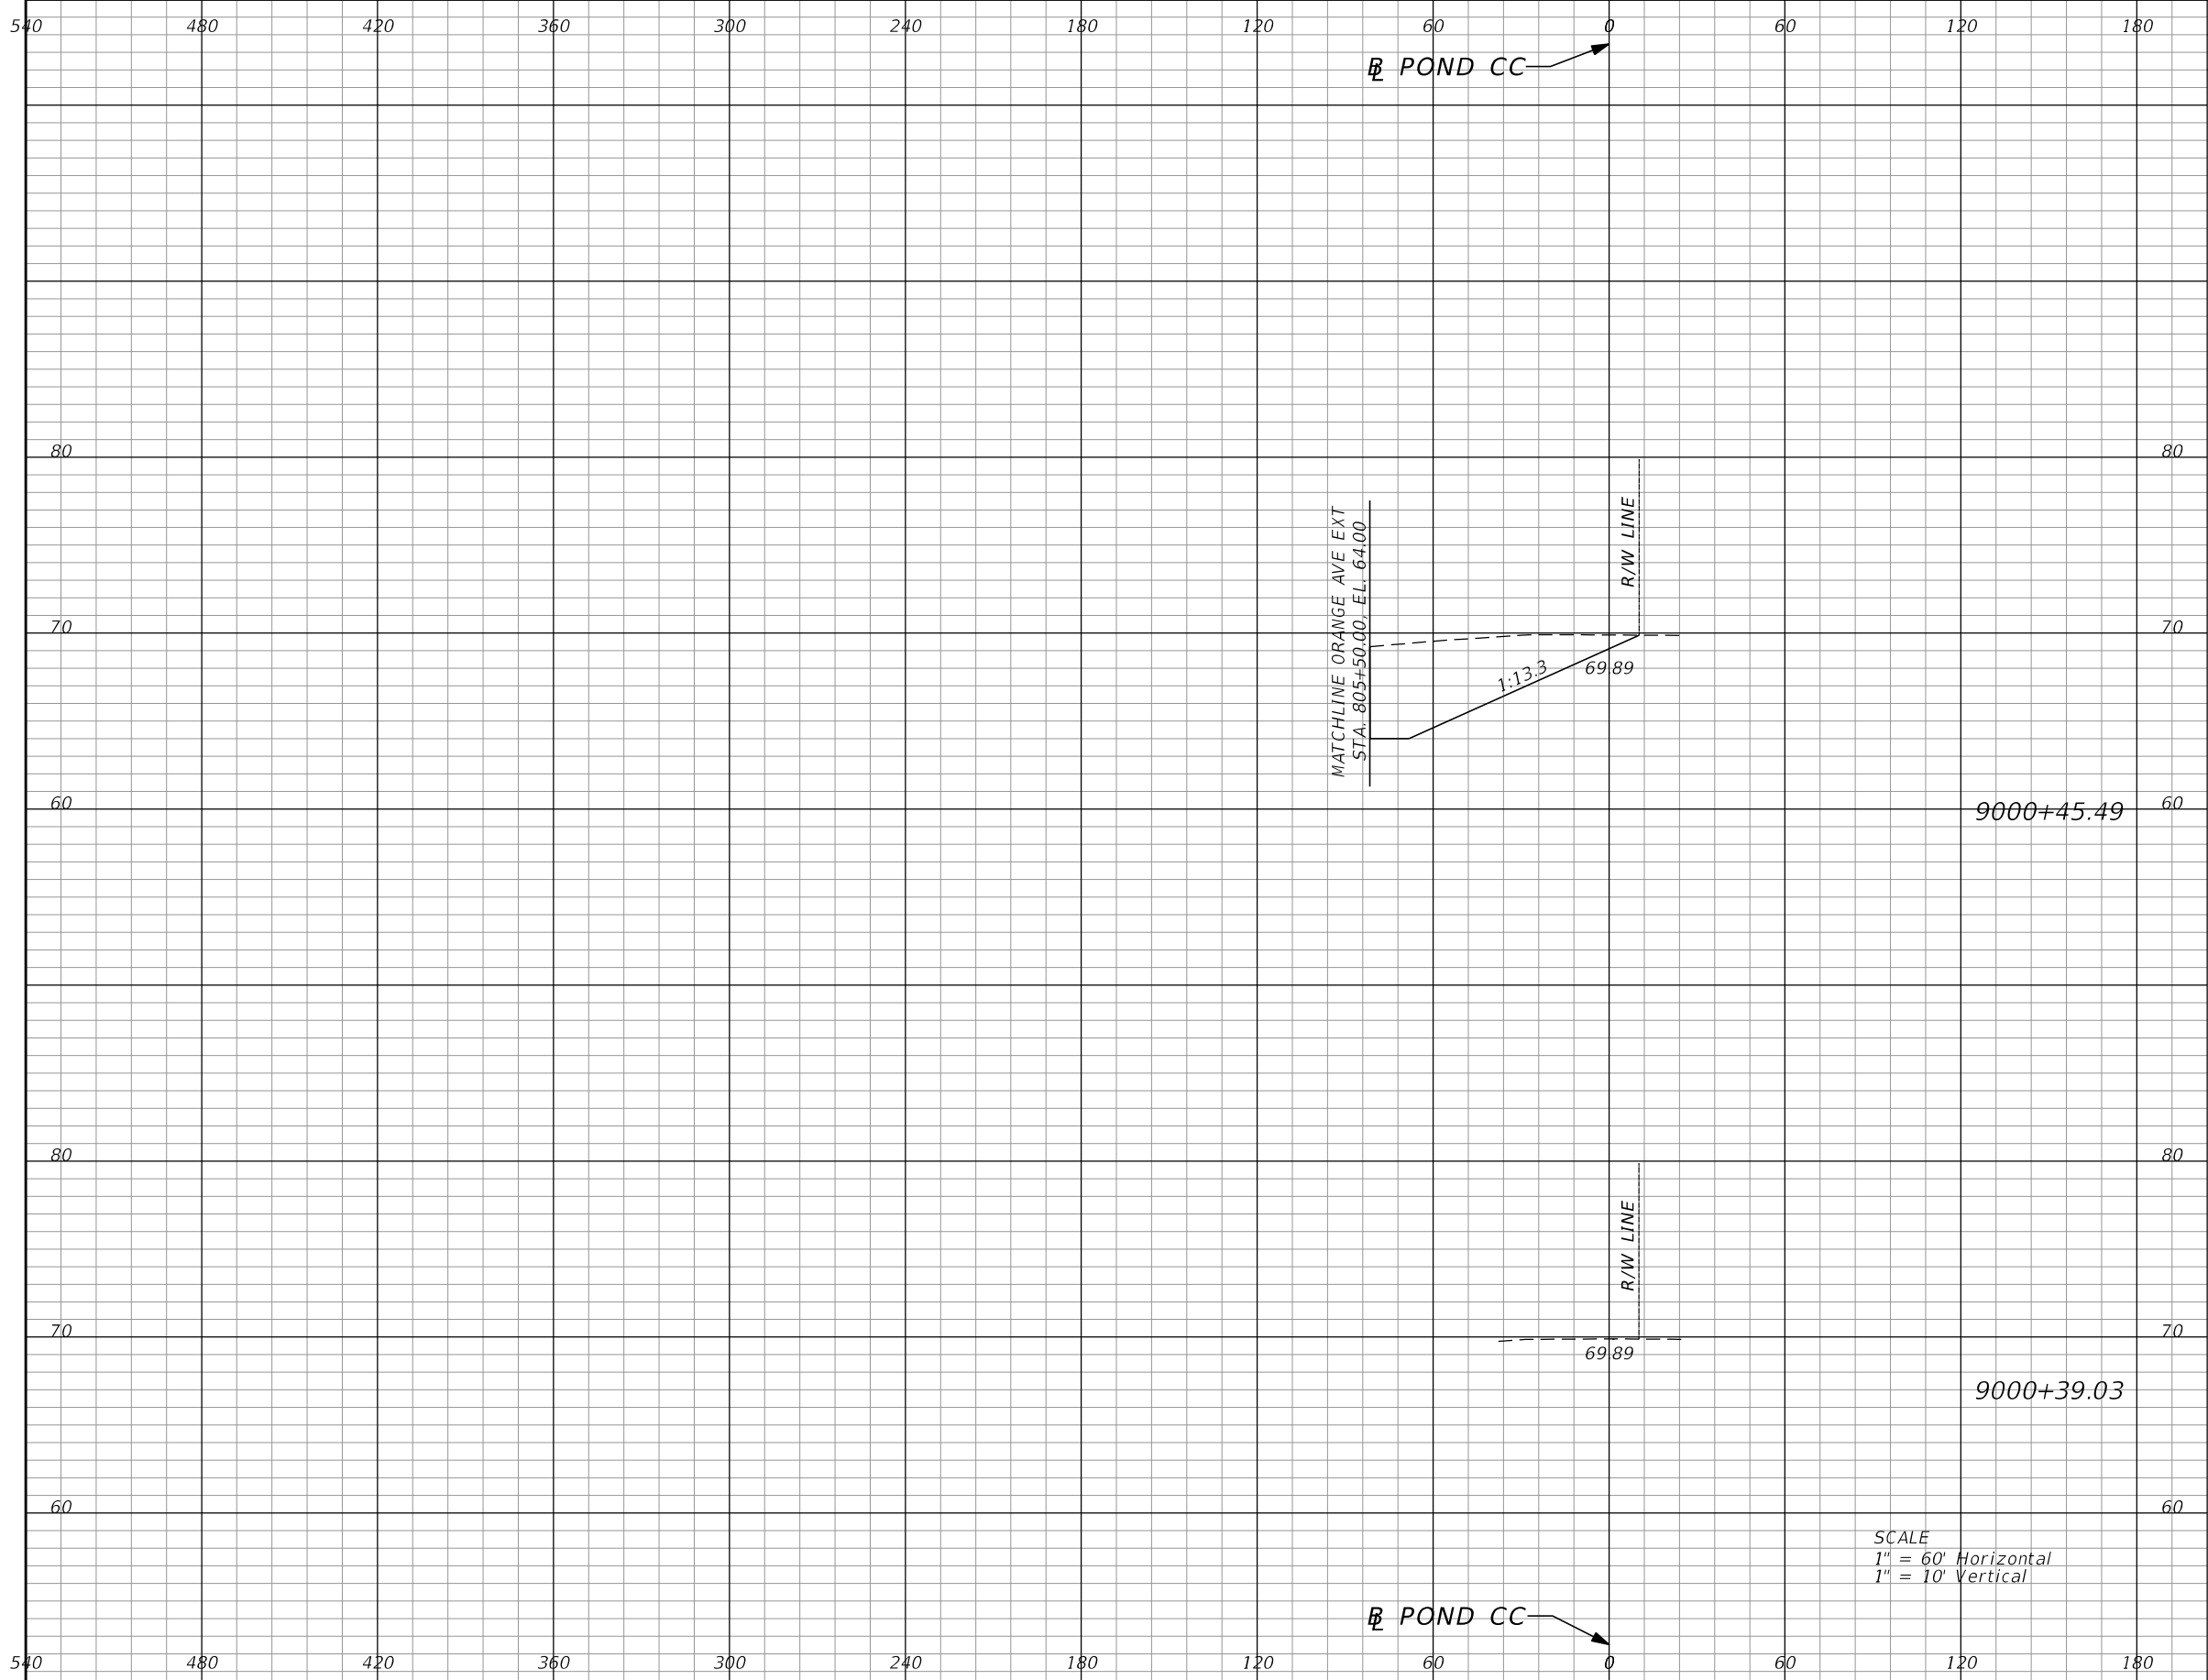 540 480 420 360 300 240 180 120 60 0 60 120 180
BL POND CC
80 80
MATCHLINE ORANGE AVE EXT
STA. 805+50.00, EL. 64.00
R/W LINE
70 70
1:13.3
69.89
60 60
9000+45.49
80 80
R/W LINE
70 70
69.89
9000+39.03
60 60
SCALE
1" = 60' Horizontal
1" = 10' Vertical
BL POND CC
540 480 420 360 300 240 180 120 60 0 60 120 180